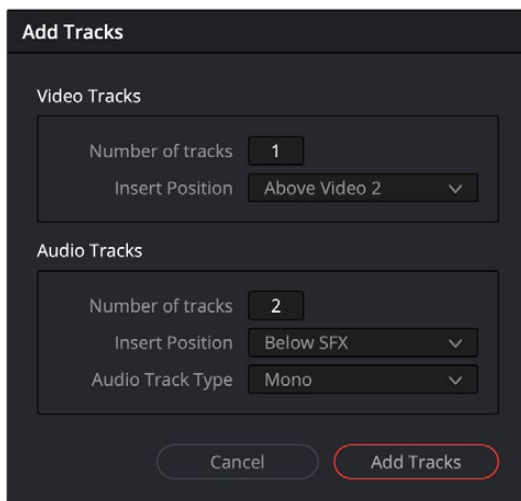 Add Tracks
Video Tracks
Number of tracks 1
Insert Position Above Video 2
Audio Tracks
Number of tracks 2
Insert Position Below SFX
Audio Track Type Mono
Cancel Add Tracks